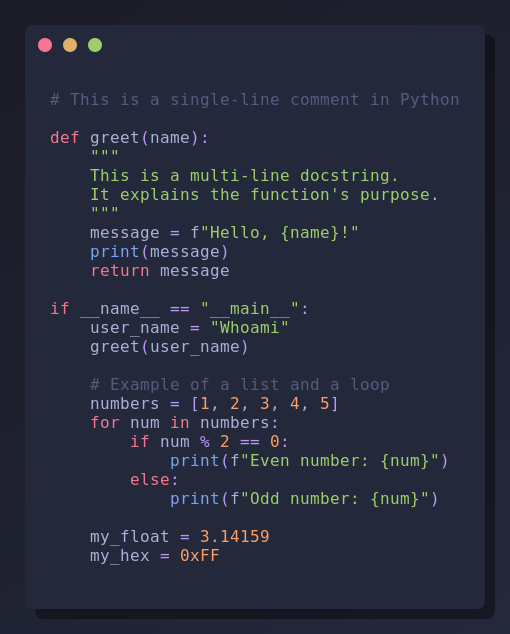 # This is a single-line comment in Python

def greet(name):
    """
    This is a multi-line docstring.
    It explains the function's purpose.
    """
    message = f"Hello, {name}!"
    print(message)
    return message

if __name__ == "__main__":
    user_name = "Whoami"
    greet(user_name)

    # Example of a list and a loop
    numbers = [1, 2, 3, 4, 5]
    for num in numbers:
        if num % 2 == 0:
            print(f"Even number: {num}")
        else:
            print(f"Odd number: {num}")

    my_float = 3.14159
    my_hex = 0xFF